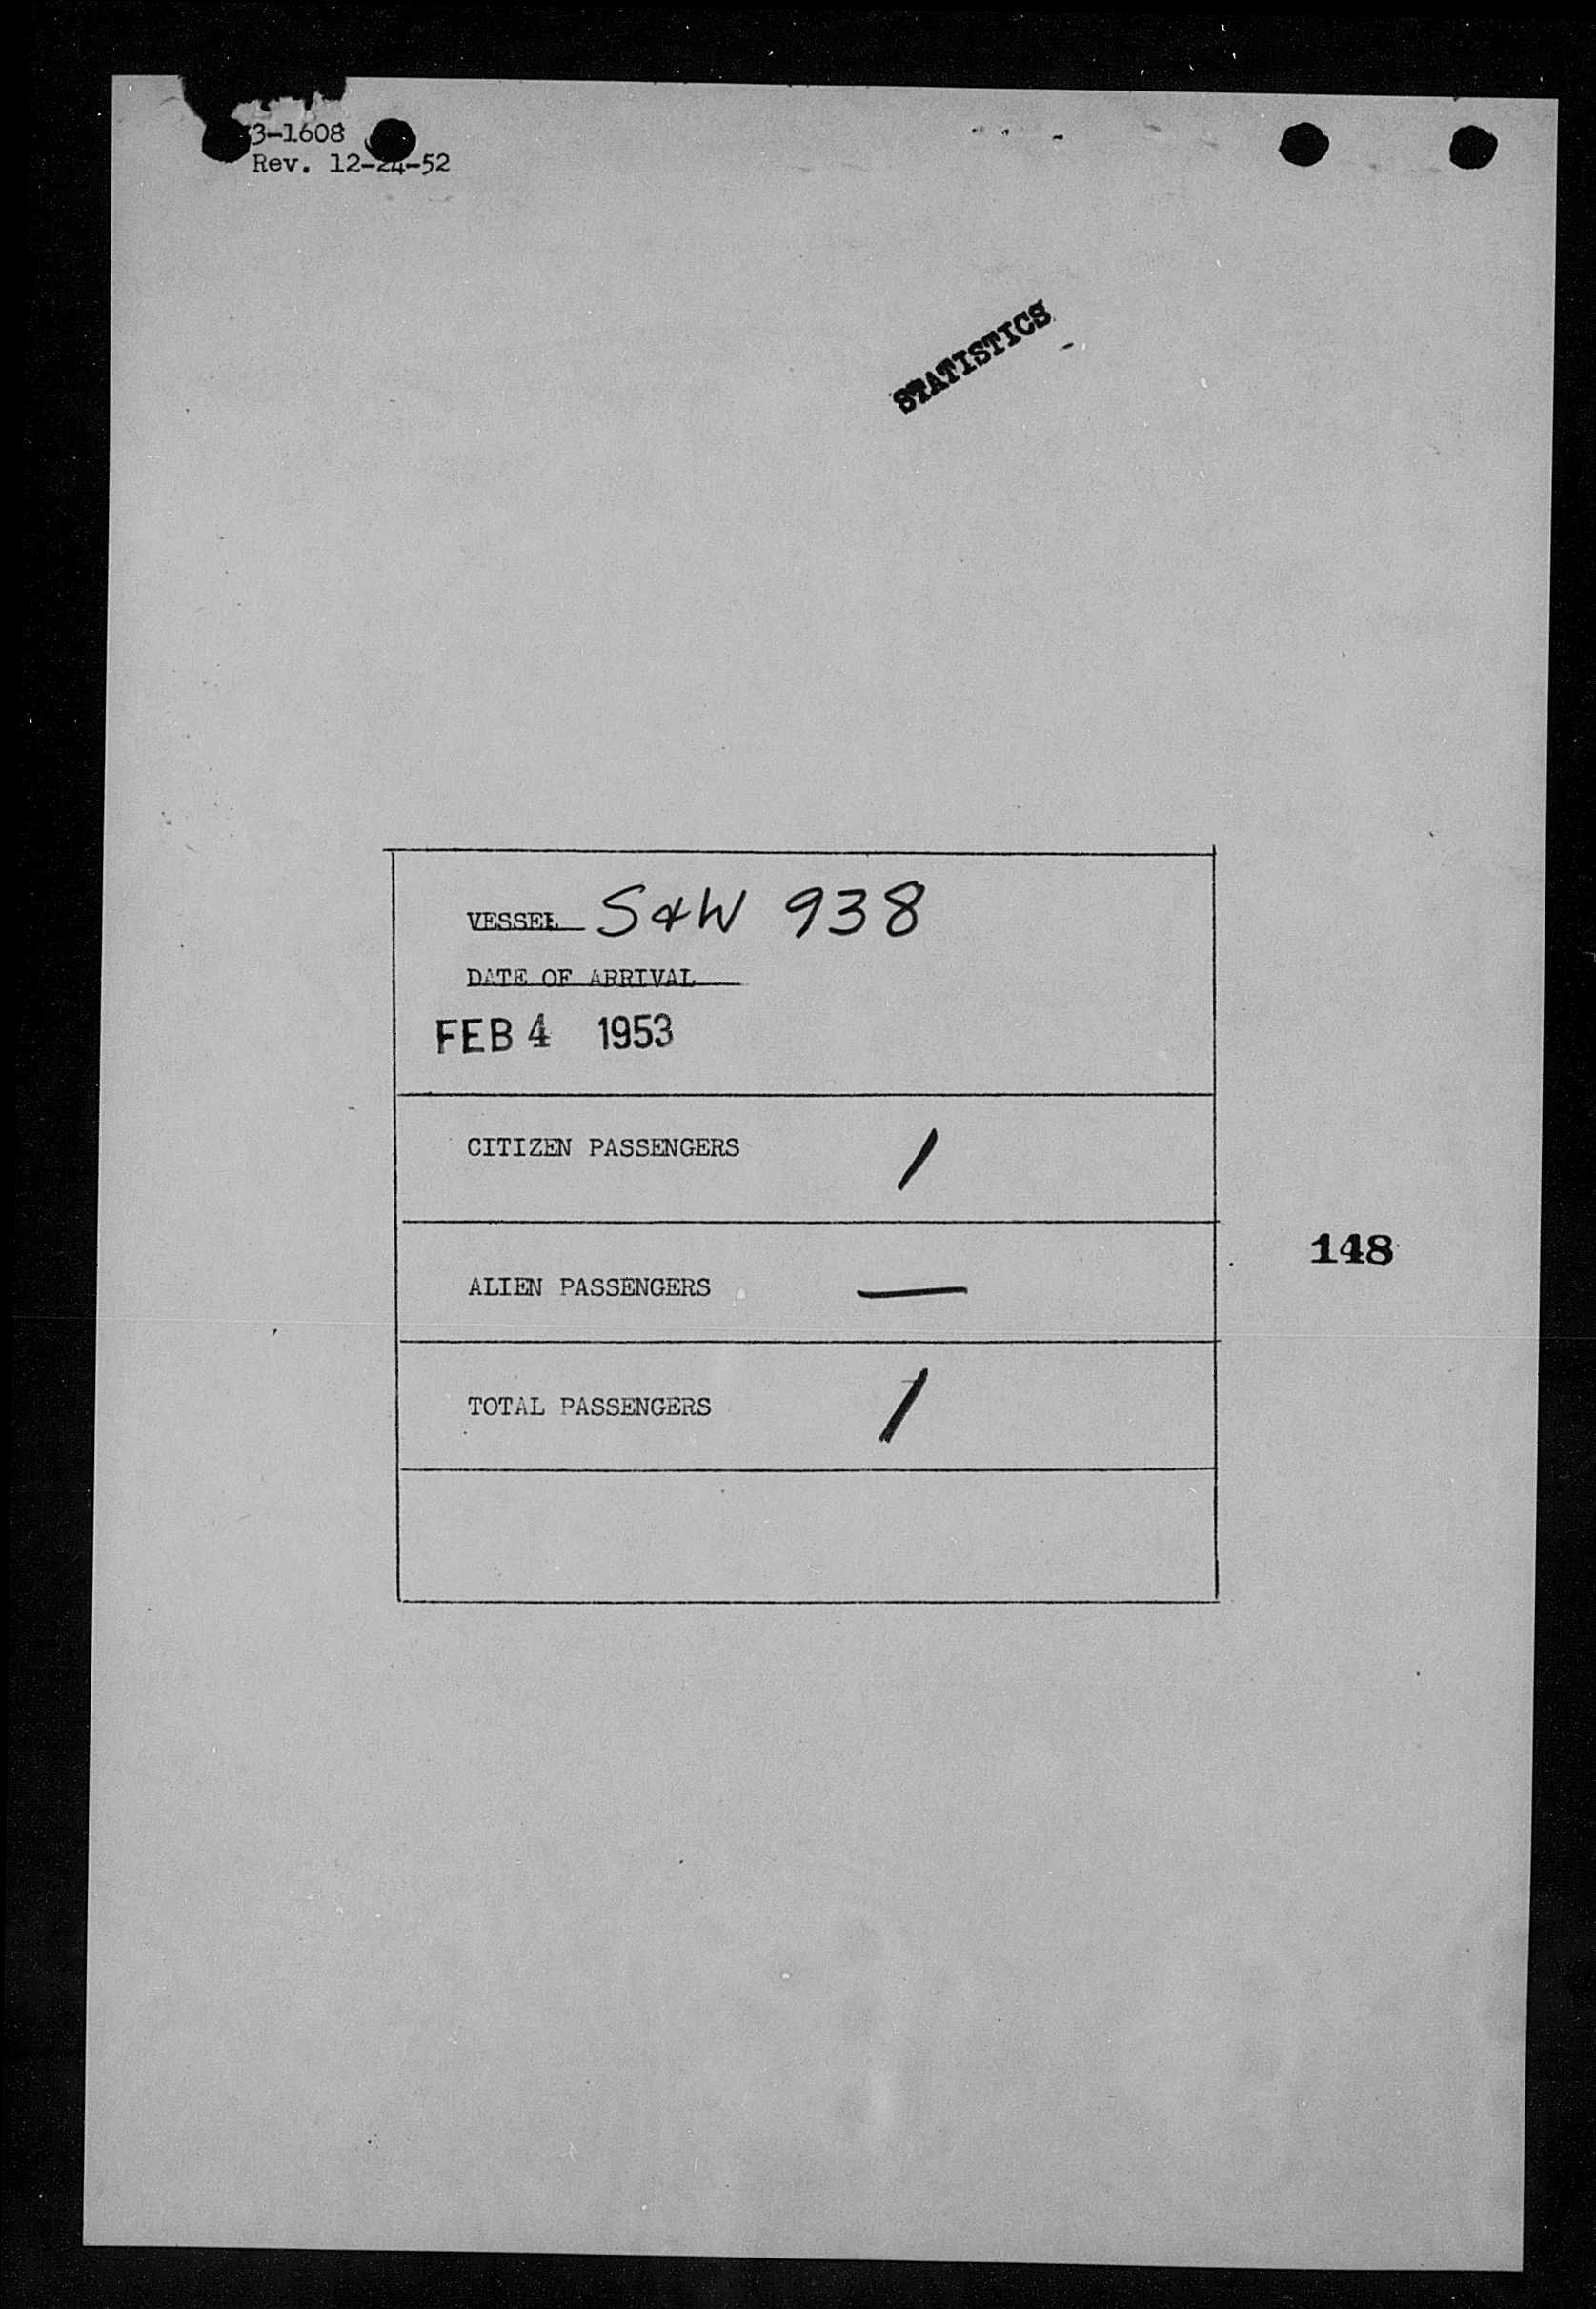 3-1608
Rev. 12-24-52
STATISTICS
VESSEL S&W 938
DATE OF ARRIVAL
FEB 4 1953
CITIZEN PASSENGERS 1
148
ALIEN PASSENGERS —
TOTAL PASSENGERS 1